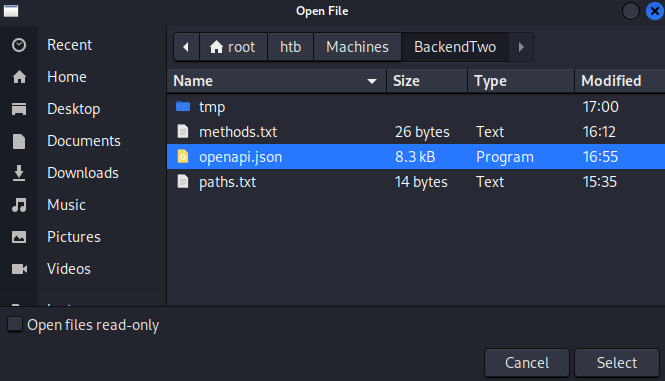 Open File
Recent
Home
Desktop
Documents
Downloads
Music
Pictures
Videos
root htb Machines BackendTwo
Name Size Type Modified
tmp 17:00
methods.txt 26 bytes Text 16:12
openapi.json 8.3 kB Program 16:55
paths.txt 14 bytes Text 15:35
Open files read-only
Cancel Select